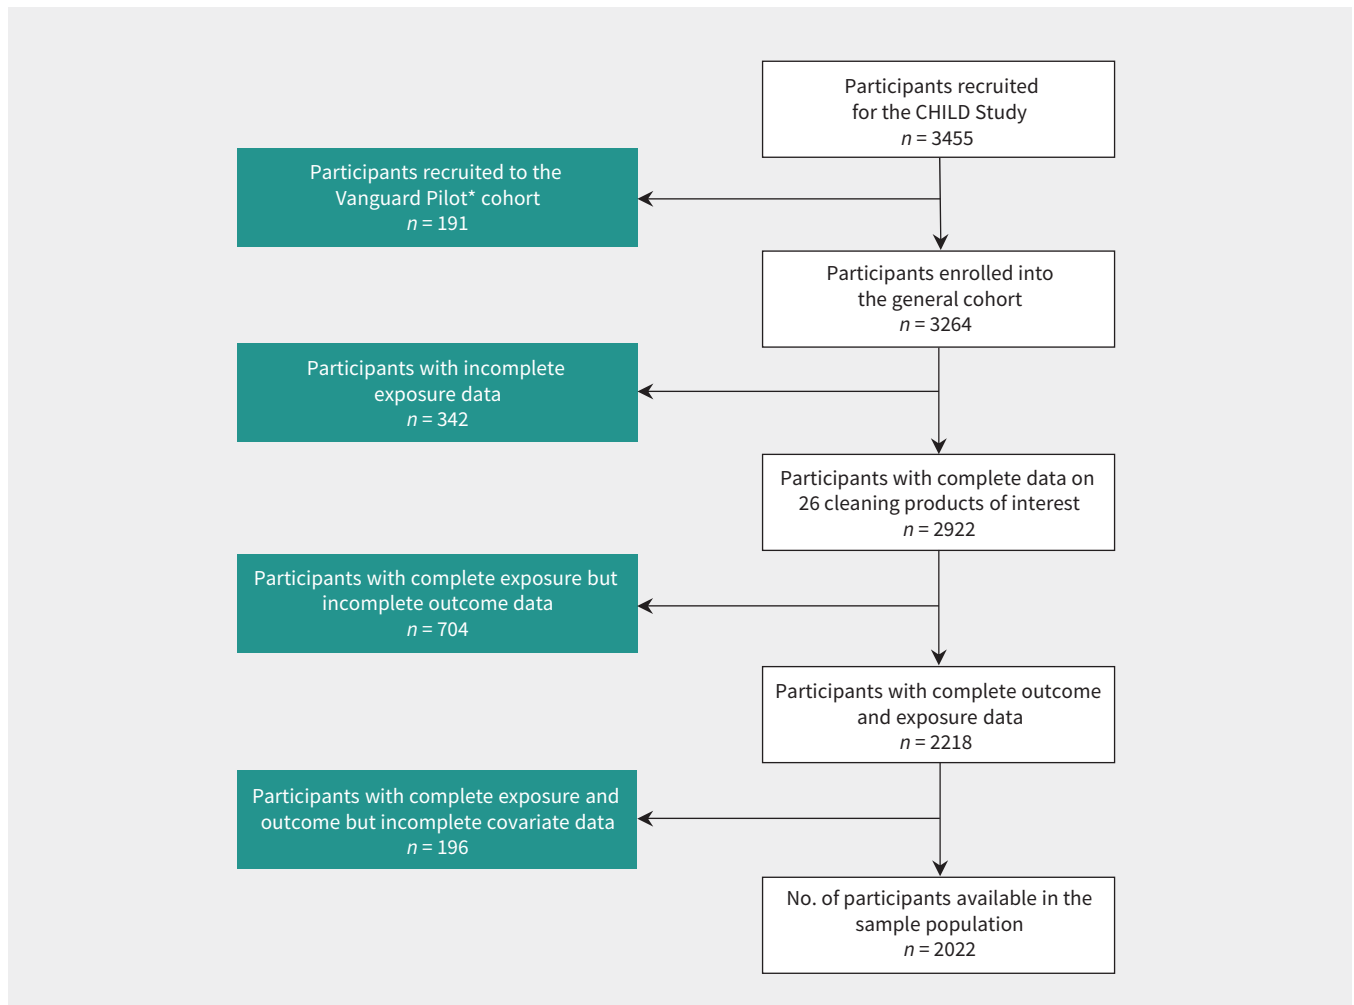 Participants recruited
for the CHILD Study
n = 3455
Participants recruited to the
Vanguard Pilot* cohort
n = 191
Participants enrolled into
the general cohort
n = 3264
Participants with incomplete
exposure data
n = 342
Participants with complete data on
26 cleaning products of interest
n = 2922
Participants with complete exposure but
incomplete outcome data
n = 704
Participants with complete outcome
and exposure data
n = 2218
Participants with complete exposure and
outcome but incomplete covariate data
n = 196
No. of participants available in the
sample population
n = 2022